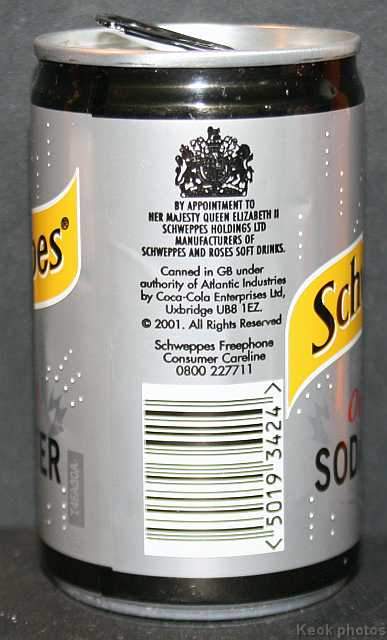 BY APPOINTMENT TO
HER MAJESTY QUEEN ELIZABETH II
SCHWEPPES HOLDINGS LTD
MANUFACTURERS OF
SCHWEPPES AND ROSES SOFT DRINKS.
Canned in GB under
authority of Atlantic Industries
by Coca-Cola Enterprises Ltd,
Uxbridge UB8 1EZ.
© 2001. All Rights Reserved
Schweppes Freephone
Consumer Careline
0800 227711
<5019 3424>
pes®
ER
Sch
SOD
Keck photos